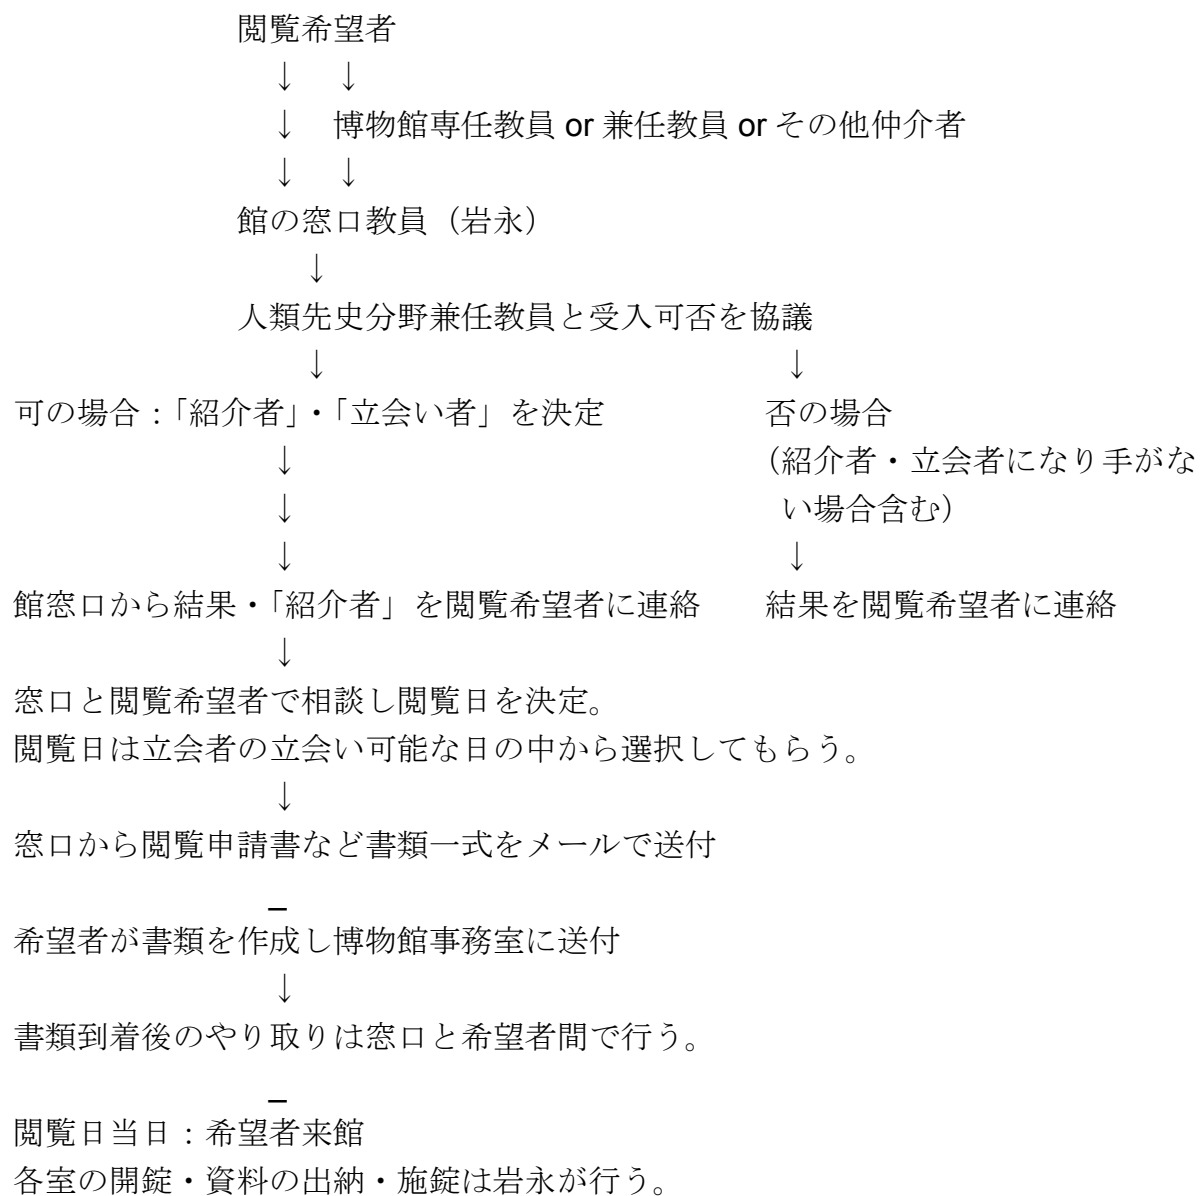 閲覧希望者
↓ ↓
↓ 博物館専任教員 or 兼任教員 or その他仲介者
↓ ↓
館の窓口教員（岩永）
↓
人類先史分野兼任教員と受入可否を協議
↓ ↓
可の場合：「紹介者」・「立会い者」を決定 否の場合
↓ （紹介者・立会者になり手がな
↓ い場合含む）
↓ ↓
館窓口から結果・「紹介者」を閲覧希望者に連絡 結果を閲覧希望者に連絡
↓
窓口と閲覧希望者で相談し閲覧日を決定。
閲覧日は立会者の立会い可能な日の中から選択してもらう。
↓
窓口から閲覧申請書など書類一式をメールで送付
–
希望者が書類を作成し博物館事務室に送付
↓
書類到着後のやり取りは窓口と希望者間で行う。
–
閲覧日当日：希望者来館
各室の開錠・資料の出納・施錠は岩永が行う。